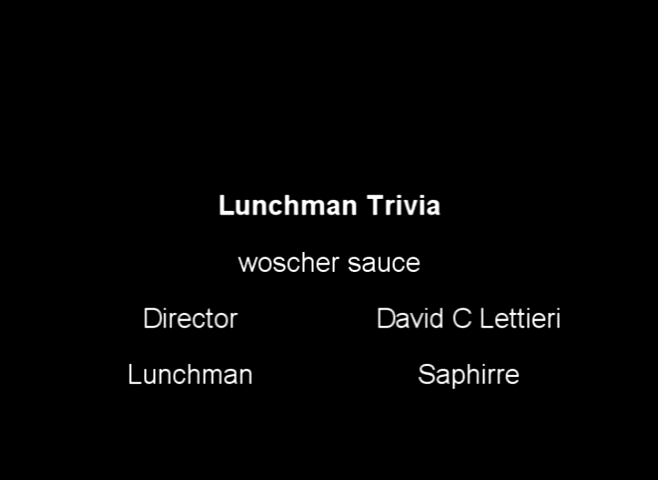 Lunchman Trivia
woscher sauce
Director David C Lettieri
Lunchman Saphirre